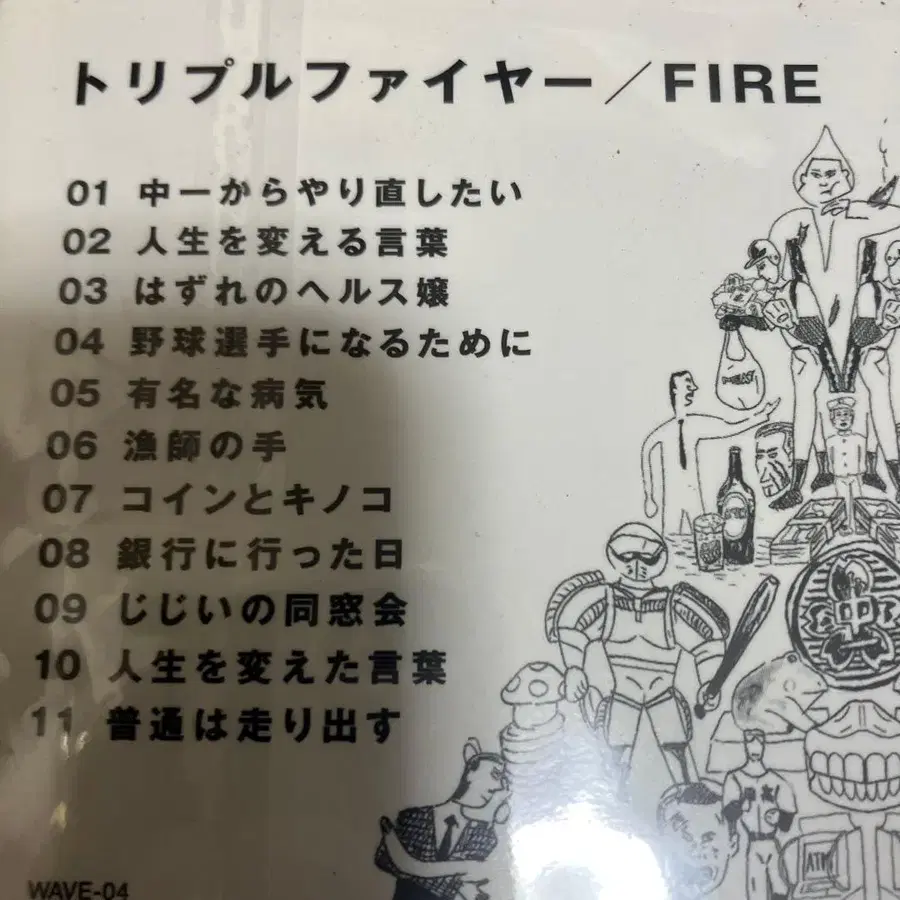 トリプルファイヤー／FIRE
01 中一からやり直したい
02 人生を変える言葉
03 はずれのヘルス嬢
04 野球選手になるために
05 有名な病気
06 漁師の手
07 コインとキノコ
08 銀行に行った日
09 じじいの同窓会
10 人生を変えた言葉
11 普通は走り出す
中
ATM
WAVE-04